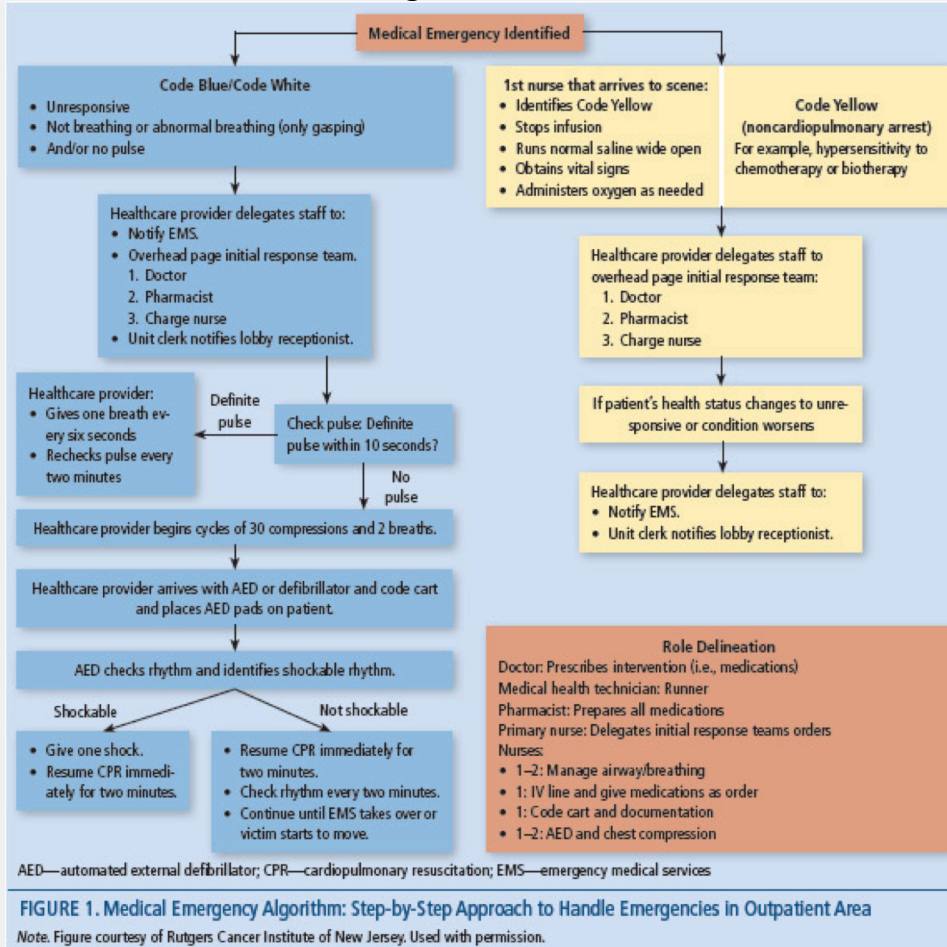 Medical Emergency Identified
Code Blue/Code White
• Unresponsive
• Not breathing or abnormal breathing (only gasping)
• And/or no pulse
Healthcare provider delegates staff to:
• Notify EMS.
• Overhead page initial response team.
1. Doctor
2. Pharmacist
3. Charge nurse
• Unit clerk notifies lobby receptionist.
Healthcare provider:
• Gives one breath ev-
ery six seconds
• Rechecks pulse every
two minutes
Definite
pulse
Check pulse: Definite
pulse within 10 seconds?
No
pulse
Healthcare provider begins cycles of 30 compressions and 2 breaths.
Healthcare provider arrives with AED or defibrillator and code cart
and places AED pads on patient.
AED checks rhythm and identifies shockable rhythm.
Shockable
Not shockable
• Give one shock.
• Resume CPR immedi-
ately for two minutes.
• Resume CPR immediately for
two minutes.
• Check rhythm every two minutes.
• Continue until EMS takes over or
victim starts to move.
1st nurse that arrives to scene:
• Identifies Code Yellow
• Stops infusion
• Runs normal saline wide open
• Obtains vital signs
• Administers oxygen as needed
Code Yellow
(noncardiopulmonary arrest)
For example, hypersensitivity to
chemotherapy or biotherapy
Healthcare provider delegates staff to
overhead page initial response team:
1. Doctor
2. Pharmacist
3. Charge nurse
If patient's health status changes to unre-
sponsive or condition worsens
Healthcare provider delegates staff to:
• Notify EMS.
• Unit clerk notifies lobby receptionist.
Role Delineation
Doctor: Prescribes intervention (i.e., medications)
Medical health technician: Runner
Pharmacist: Prepares all medications
Primary nurse: Delegates initial response teams orders
Nurses:
• 1–2: Manage airway/breathing
• 1: IV line and give medications as order
• 1: Code cart and documentation
• 1–2: AED and chest compression
AED—automated external defibrillator; CPR—cardiopulmonary resuscitation; EMS—emergency medical services
FIGURE 1. Medical Emergency Algorithm: Step-by-Step Approach to Handle Emergencies in Outpatient Area
Note. Figure courtesy of Rutgers Cancer Institute of New Jersey. Used with permission.